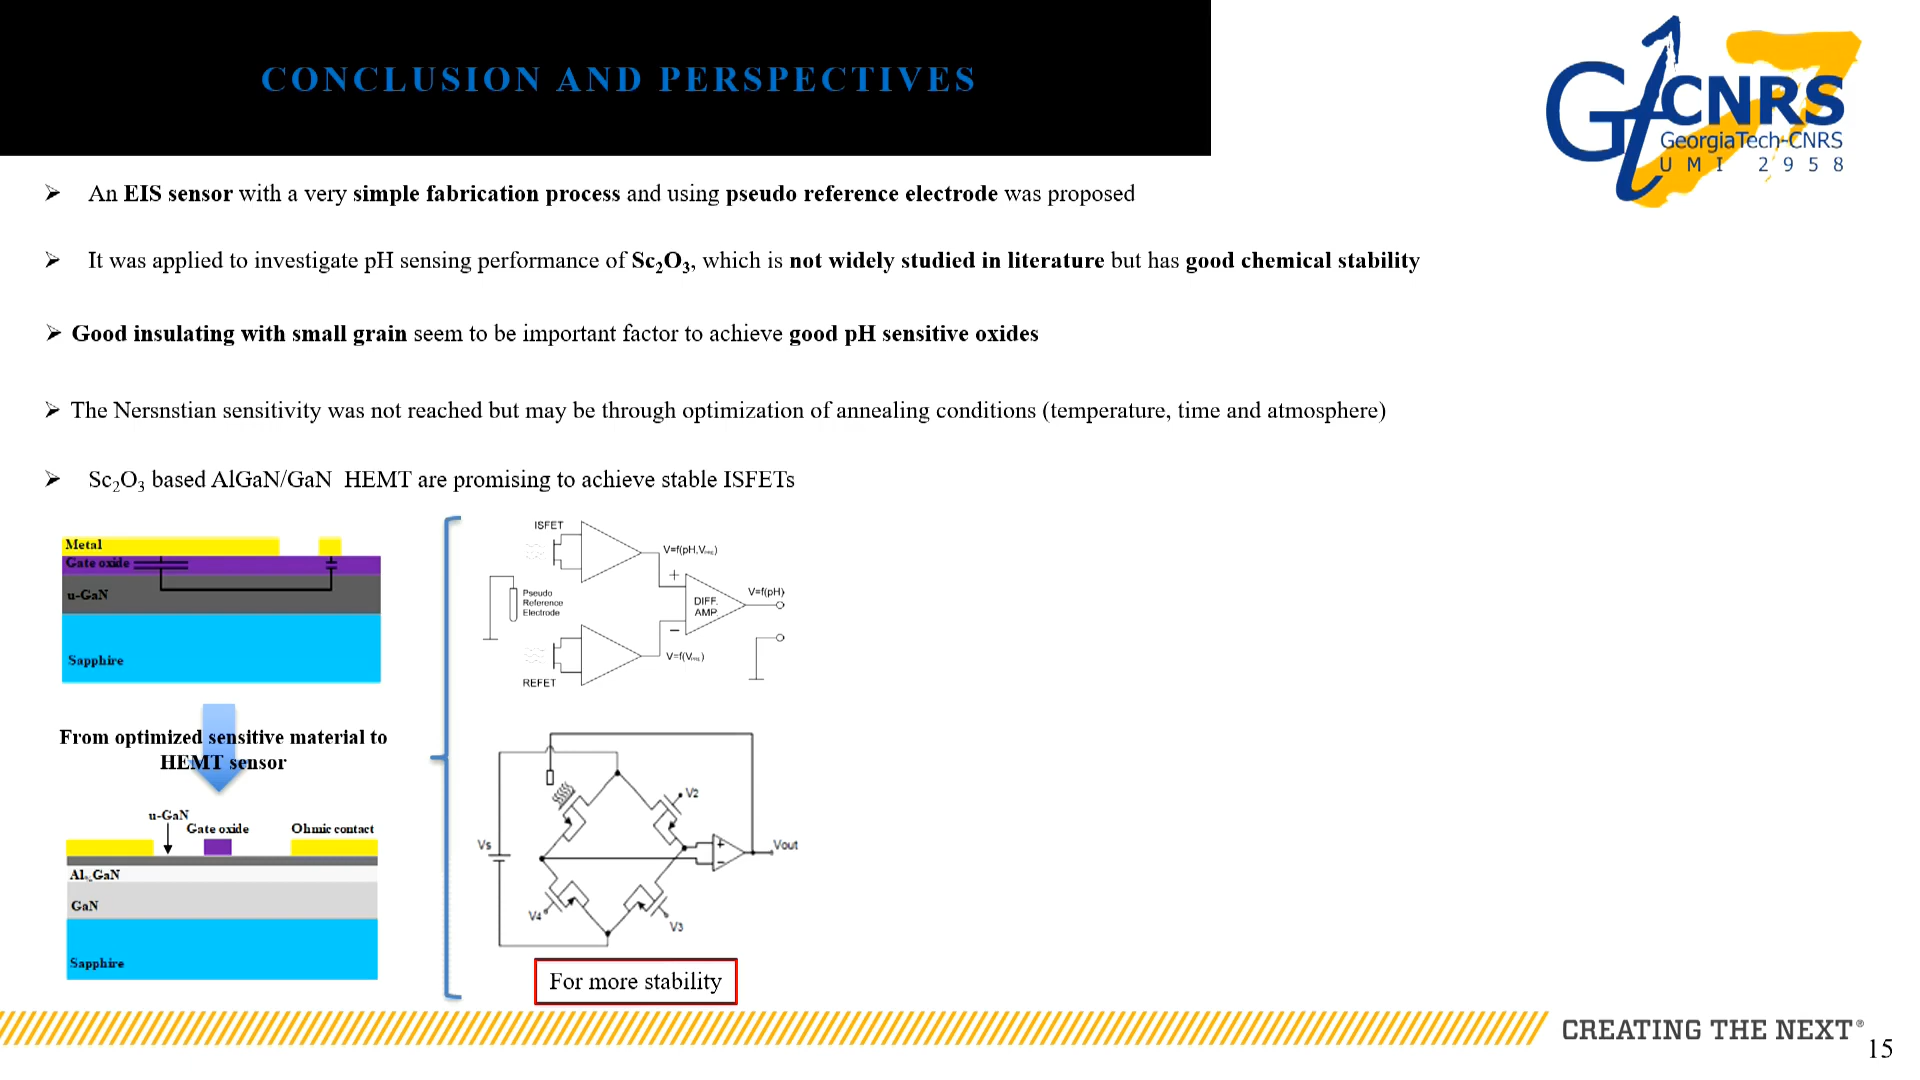 CONCLUSION AND PERSPECTIVES
GtCNRS
GeorgiaTech-CNRS
UMI 2958
➢ An EIS sensor with a very simple fabrication process and using pseudo reference electrode was proposed
➢ It was applied to investigate pH sensing performance of Sc₂O₃, which is not widely studied in literature but has good chemical stability
➢ Good insulating with small grain seem to be important factor to achieve good pH sensitive oxides
➢ The Nersnstian sensitivity was not reached but may be through optimization of annealing conditions (temperature, time and atmosphere)
➢ Sc₂O₃ based AlGaN/GaN HEMT are promising to achieve stable ISFETs
Metal
Gate oxide
u-GaN
Sapphire
From optimized sensitive material to
HEMT sensor
u-GaN
Gate oxide
Ohmic contact
GaN
Sapphire
ISFET
Pseudo
Reference
Electrode
REFET
DIFF.
AMP
V=f(pH)
Vs
V2
V3
V4
Vout
For more stability
CREATING THE NEXT®
15